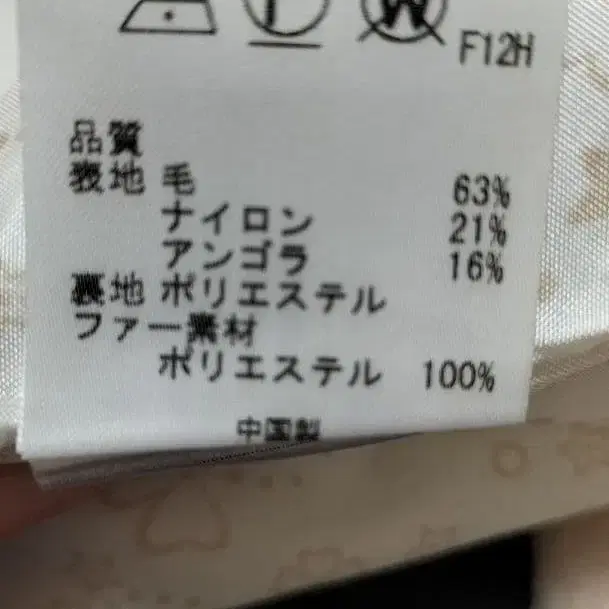 F12H
品質
表地 毛 63%
ナイロン 21%
アンゴラ 16%
裏地 ポリエステル
ファー素材
ポリエステル 100%
中国製